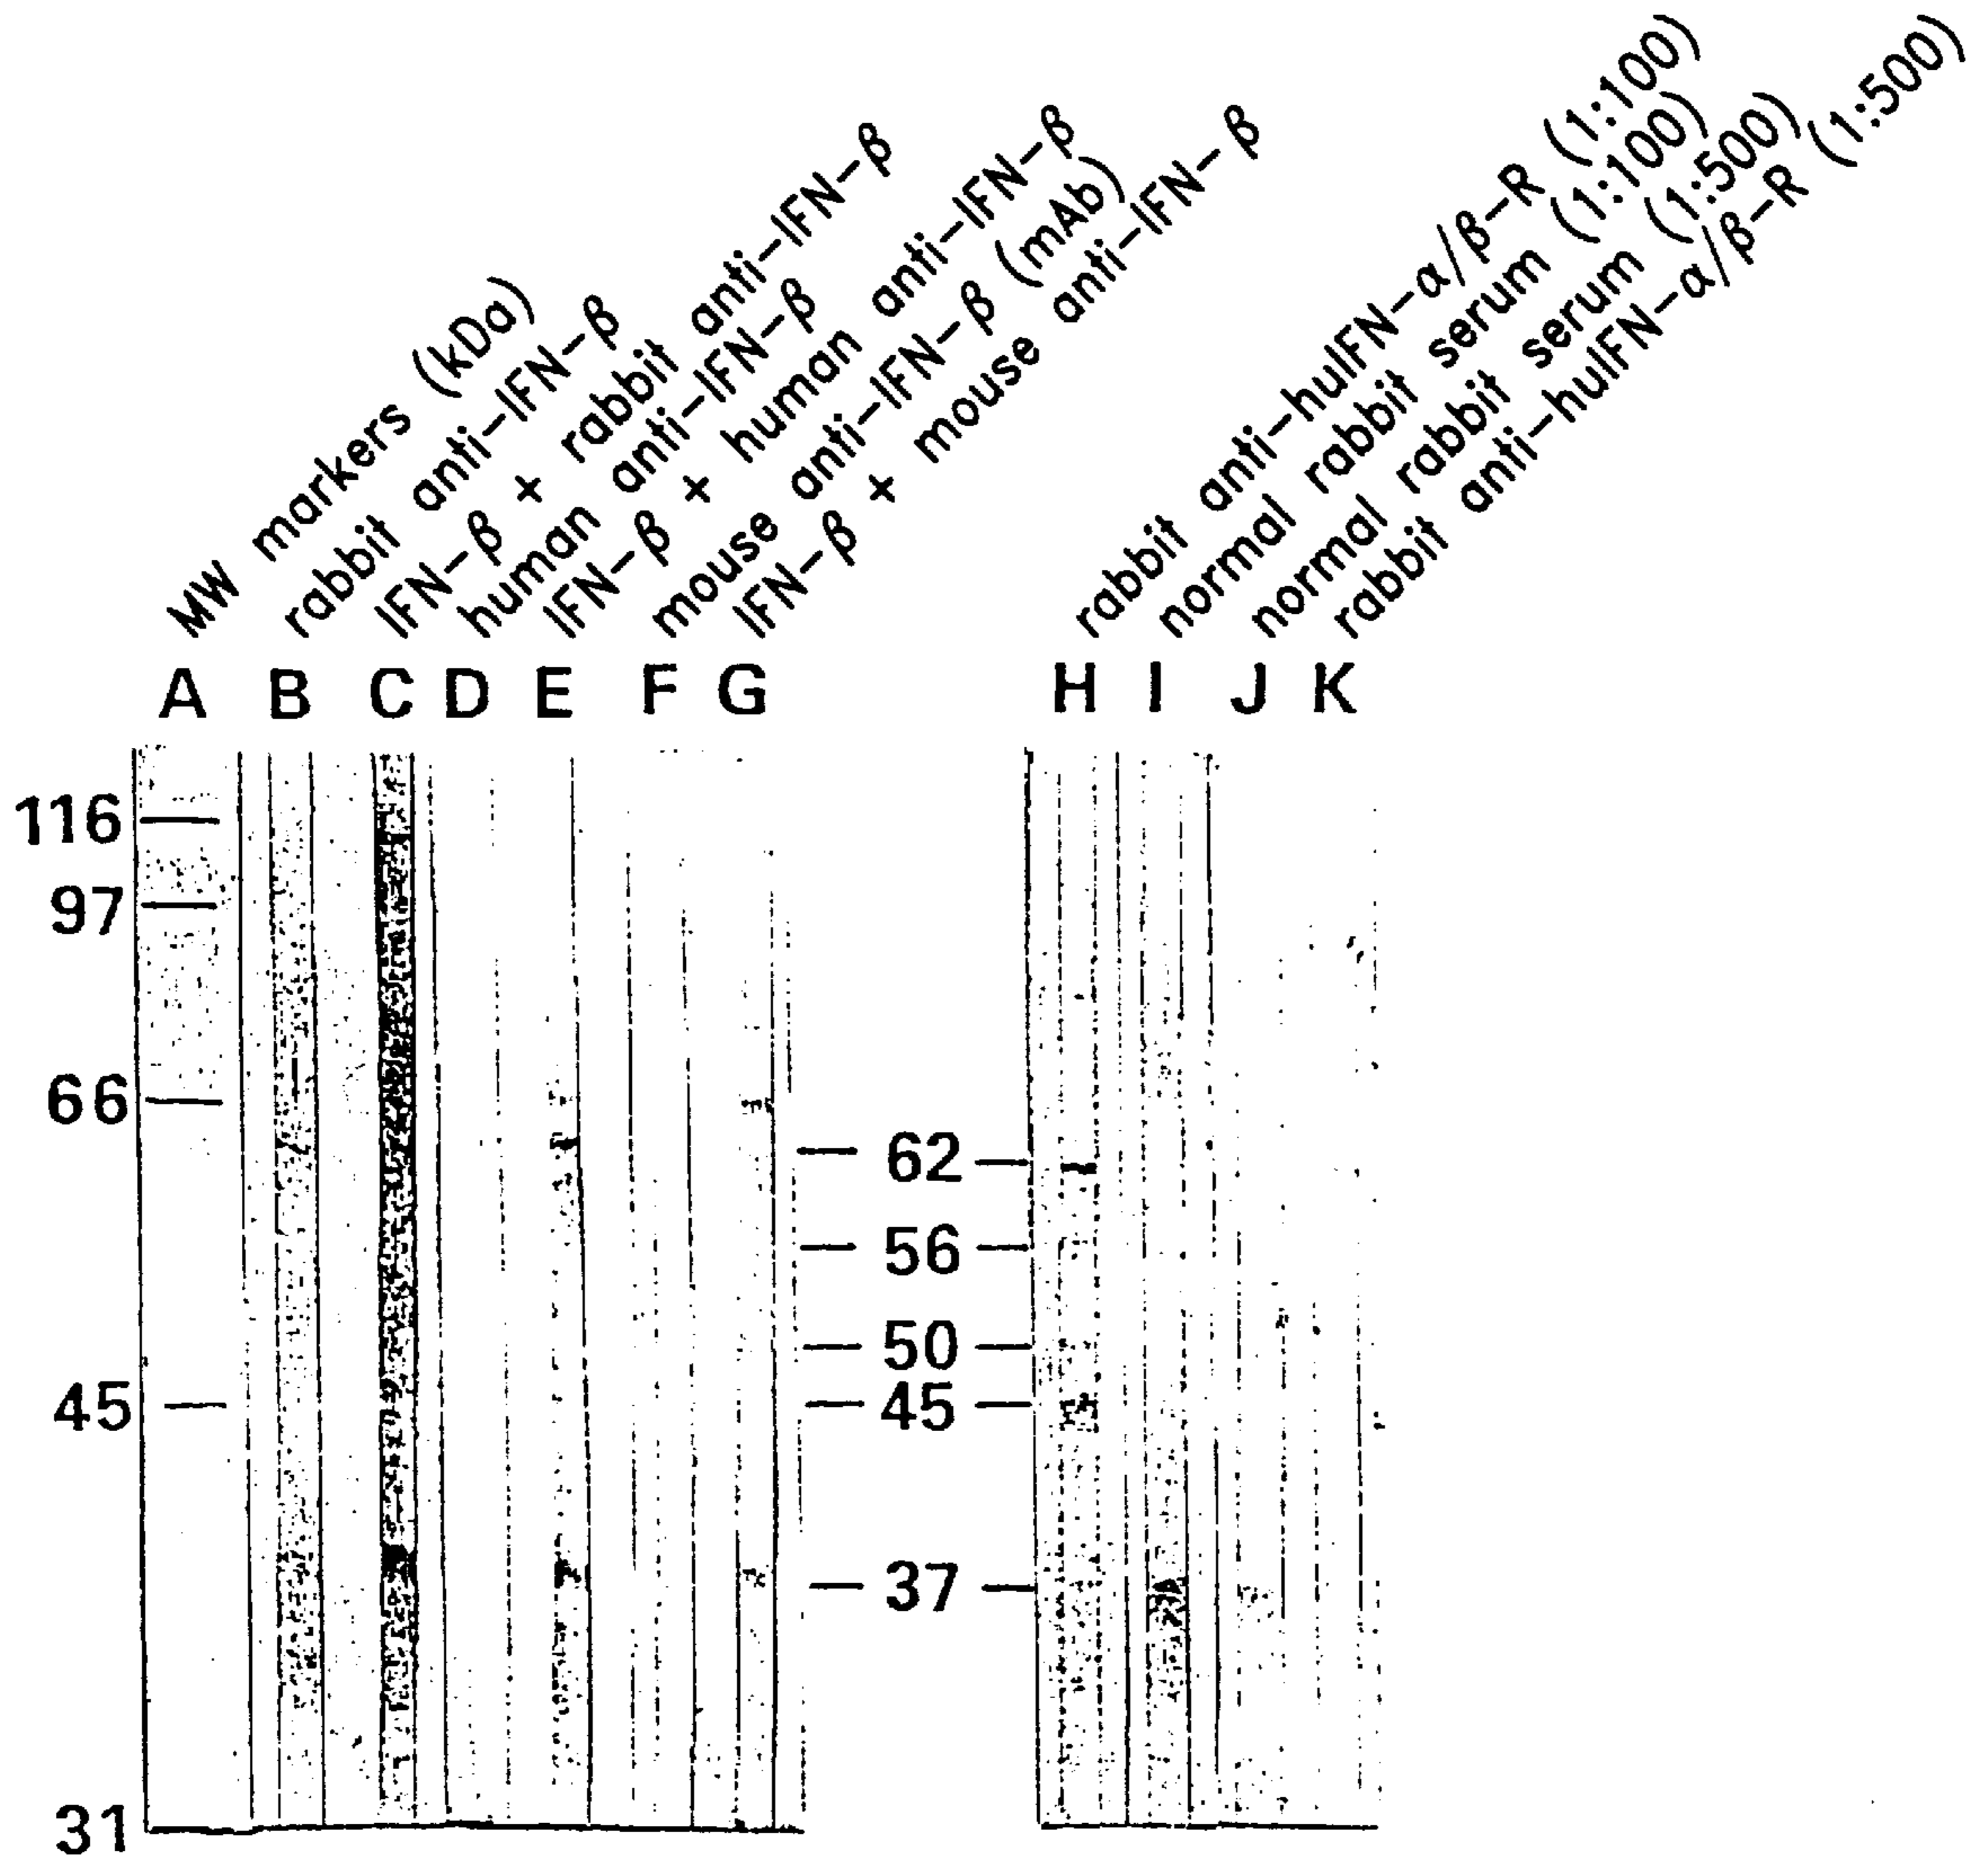 MW markers (kDa)
rabbit anti-IFN-β
IFN-β + rabbit anti-IFN-β
human anti-IFN-β
IFN-β + human anti-IFN-β
mouse anti-IFN-β (mAb)
IFN-β + mouse anti-IFN-β
rabbit anti-huIFN-α/β-R (1:100)
normal rabbit serum (1:100)
normal rabbit serum (1:500)
rabbit anti-huIFN-α/β-R (1:500)
A B C D E F G H I J K
116
97
66
45
31
62
56
50
45
37